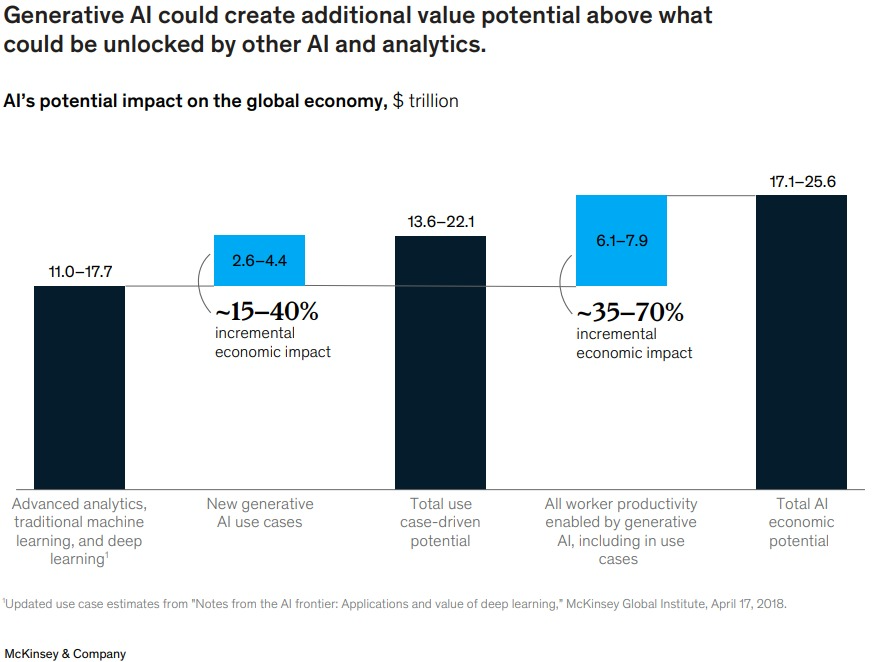 Generative AI could create additional value potential above what
could be unlocked by other AI and analytics.
AI's potential impact on the global economy, $ trillion
11.0–17.7
2.6–4.4
~15–40%
incremental
economic impact
13.6–22.1
6.1–7.9
~35–70%
incremental
economic impact
17.1–25.6
Advanced analytics,
traditional machine
learning, and deep
learning¹
New generative
AI use cases
Total use
case-driven
potential
All worker productivity
enabled by generative
AI, including in use
cases
Total AI
economic
potential
¹Updated use case estimates from "Notes from the AI frontier: Applications and value of deep learning," McKinsey Global Institute, April 17, 2018.
McKinsey & Company